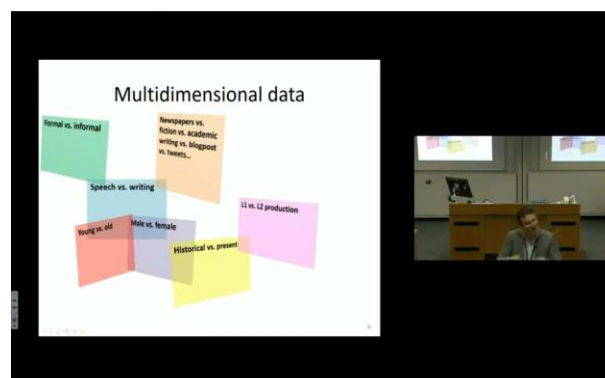 Multidimensional data
Formal vs. informal
Newspapers vs.
fiction vs. academic
writing vs. blogpost
vs. tweets...
Speech vs. writing
L1 vs. L2 production
Young vs. old
Male vs. female
Historical vs. present